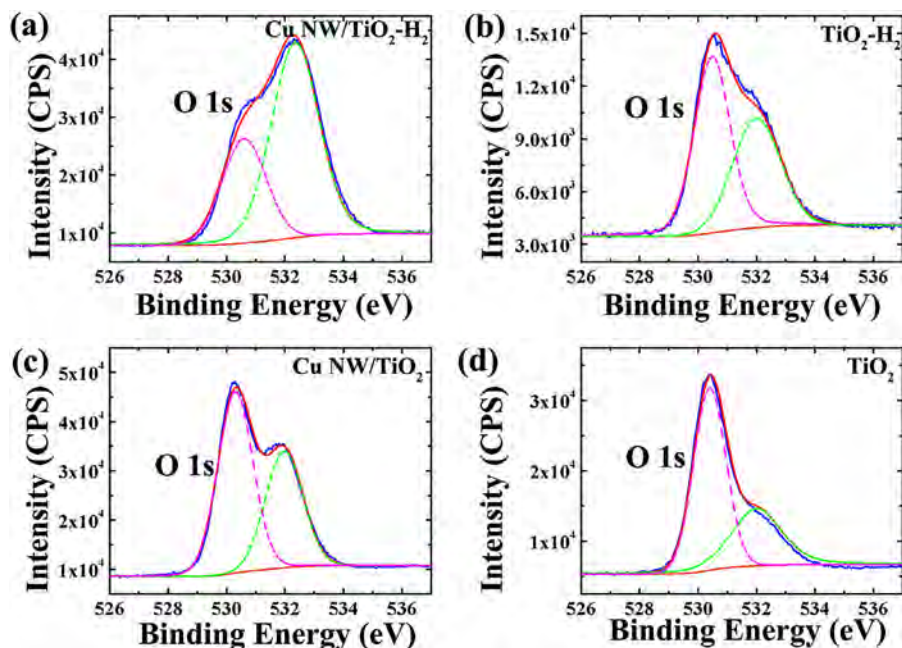 (a)
Cu NW/TiO₂-H₂
O 1s
Intensity (CPS)
4x10⁴
3x10⁴
2x10⁴
1x10⁴
526 528 530 532 534 536
Binding Energy (eV)
(b)
TiO₂-H₂
O 1s
Intensity (CPS)
1.5x10⁴
1.2x10⁴
9.0x10³
6.0x10³
3.0x10³
526 528 530 532 534 536
Binding Energy (eV)
(c)
Cu NW/TiO₂
O 1s
Intensity (CPS)
5x10⁴
4x10⁴
3x10⁴
2x10⁴
1x10⁴
526 528 530 532 534 536
Binding Energy (eV)
(d)
TiO₂
O 1s
Intensity (CPS)
3x10⁴
2x10⁴
1x10⁴
526 528 530 532 534 536
Binding Energy (eV)